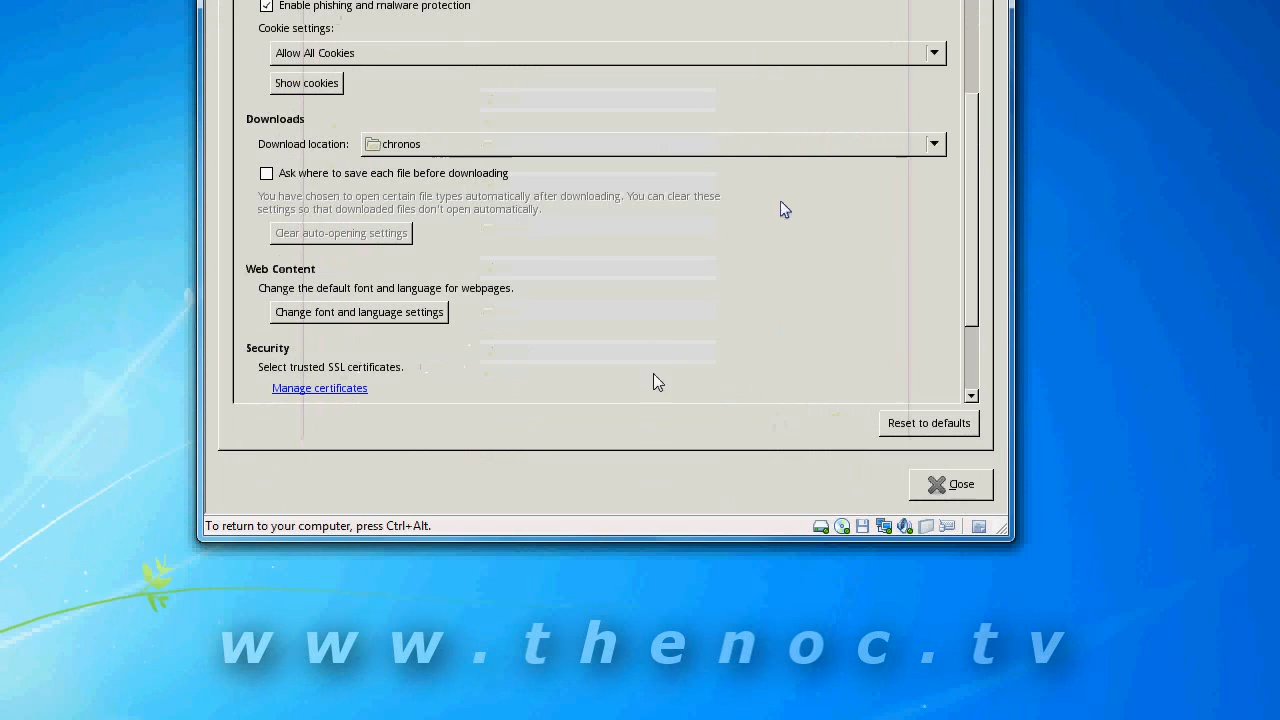 Enable phishing and malware protection
Cookie settings:
Allow All Cookies
Show cookies
Downloads
Download location: chronos
Ask where to save each file before downloading
You have chosen to open certain file types automatically after downloading. You can clear these
settings so that downloaded files don't open automatically.
Clear auto-opening settings
Web Content
Change the default font and language for webpages.
Change font and language settings
Security
Select trusted SSL certificates.
Manage certificates
Reset to defaults
Close
To return to your computer, press Ctrl+Alt.
www.thenoc.tv